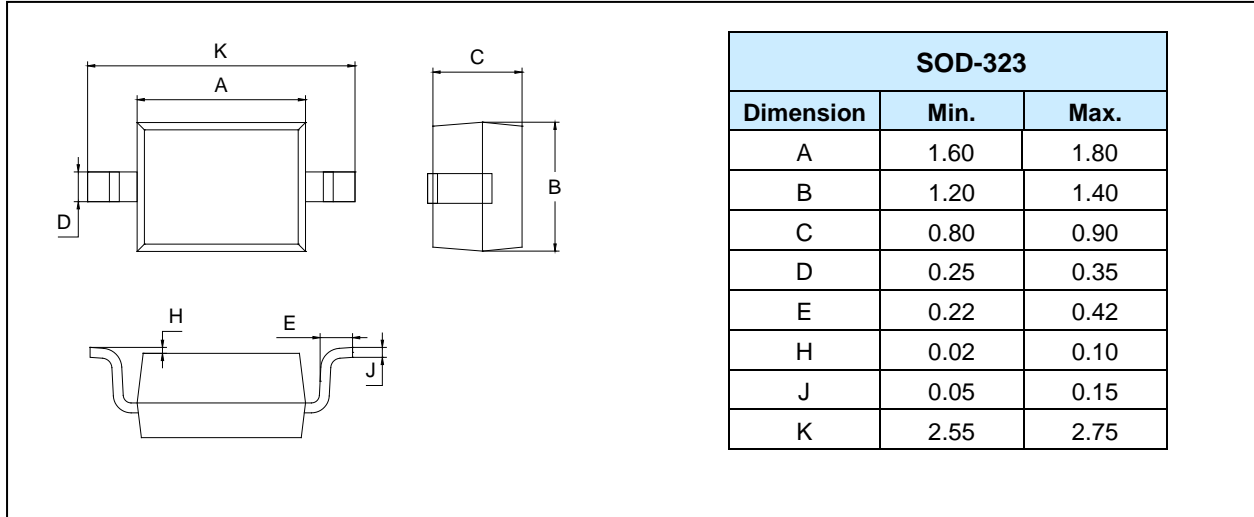 K
A
C
D
B
H
E
J
SOD-323
Dimension Min. Max.
A 1.60 1.80
B 1.20 1.40
C 0.80 0.90
D 0.25 0.35
E 0.22 0.42
H 0.02 0.10
J 0.05 0.15
K 2.55 2.75